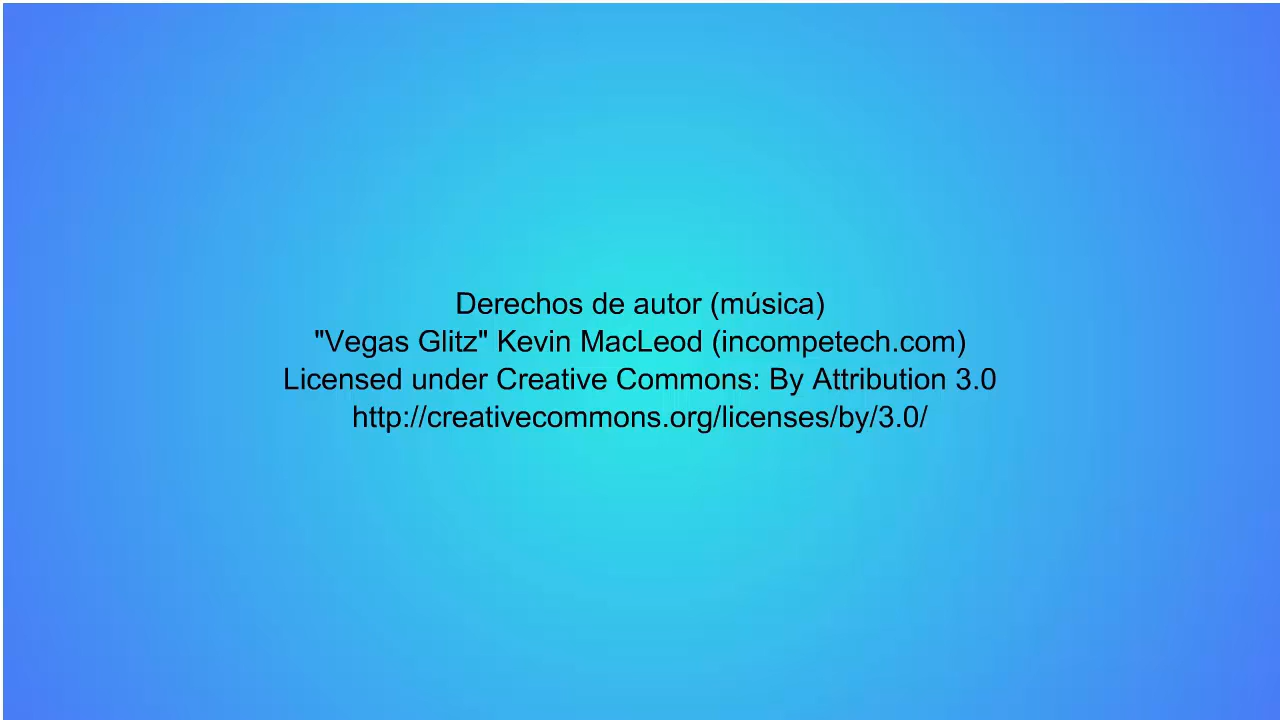 Derechos de autor (música)
"Vegas Glitz" Kevin MacLeod (incompetech.com)
Licensed under Creative Commons: By Attribution 3.0
http://creativecommons.org/licenses/by/3.0/